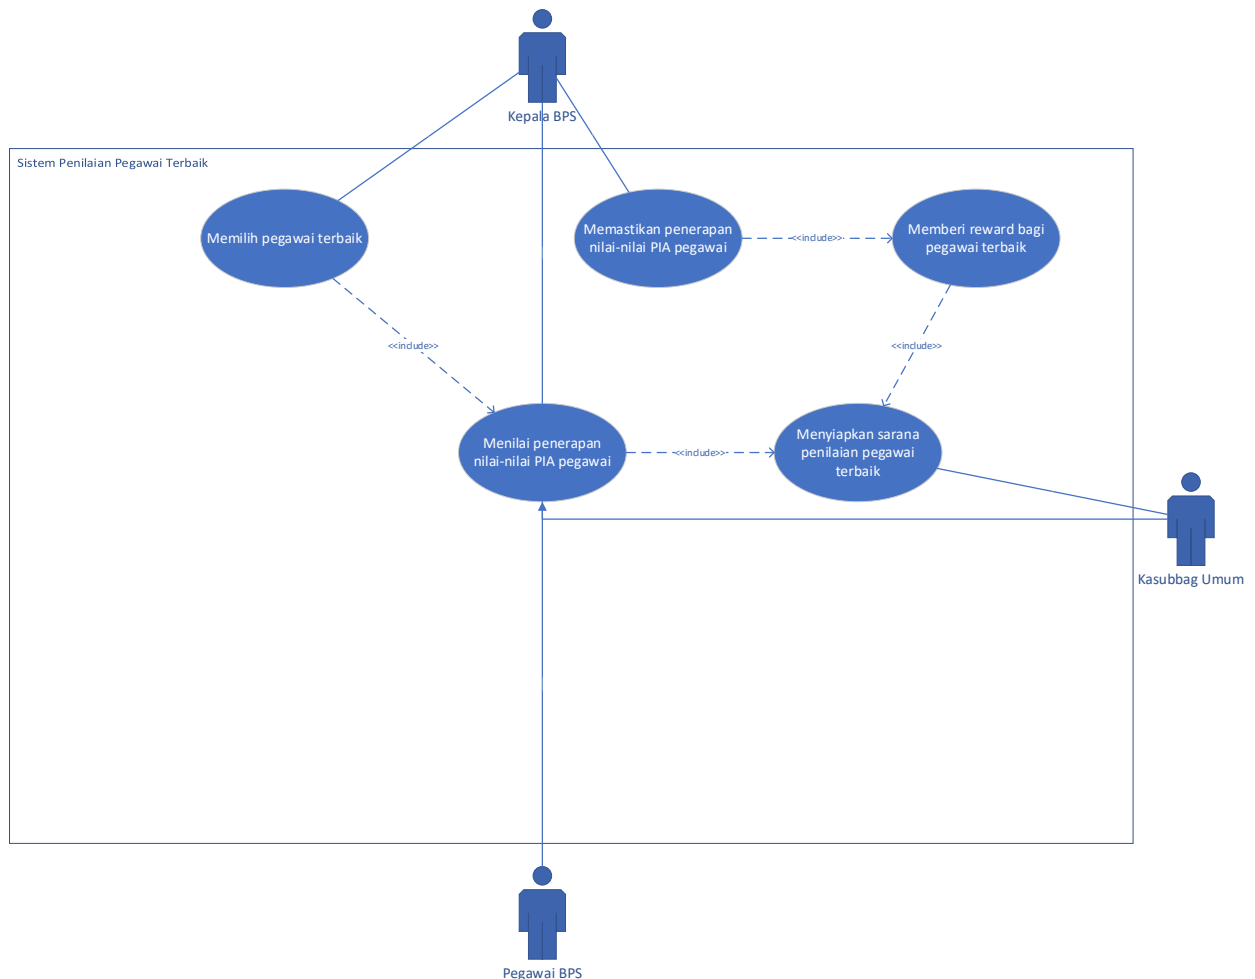 Kepala BPS
Sistem Penilaian Pegawai Terbaik
Memilih pegawai terbaik
Memastikan penerapan
nilai-nilai PIA pegawai
<<include>>
Memberi reward bagi
pegawai terbaik
<<include>>
<<include>>
Menilai penerapan
nilai-nilai PIA pegawai
<<include>>
Menyiapkan sarana
penilaian pegawai
terbaik
Kasubbag Umum
Pegawai BPS